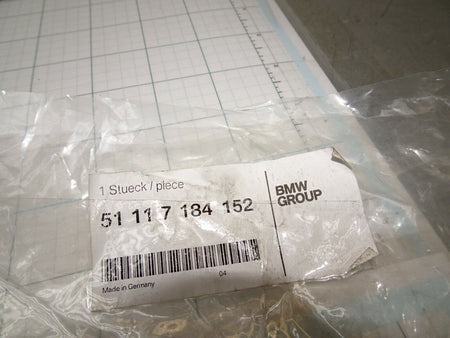 1 Stueck / piece
51 11 7 184 152
BMW
GROUP
04
Made in Germany